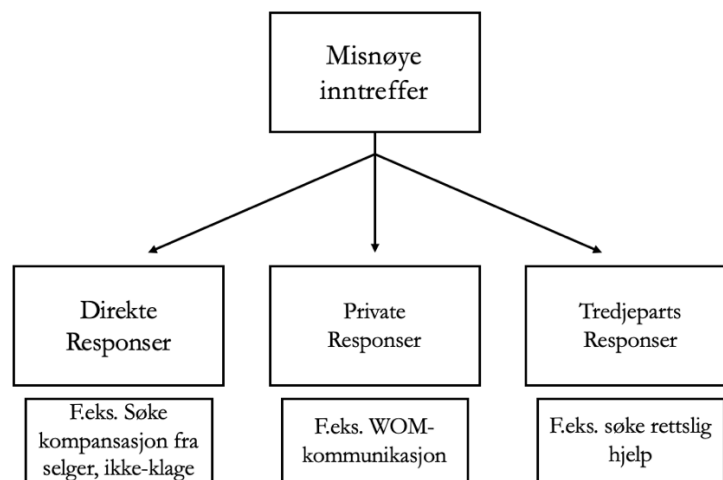 Misnøye
inntreffer
Direkte
Responser
Private
Responser
Tredjeparts
Responser
F.eks. Søke
kompansasjon fra
selger, ikke-klage
F.eks. WOM-
kommunikasjon
F.eks. søke rettslig
hjelp